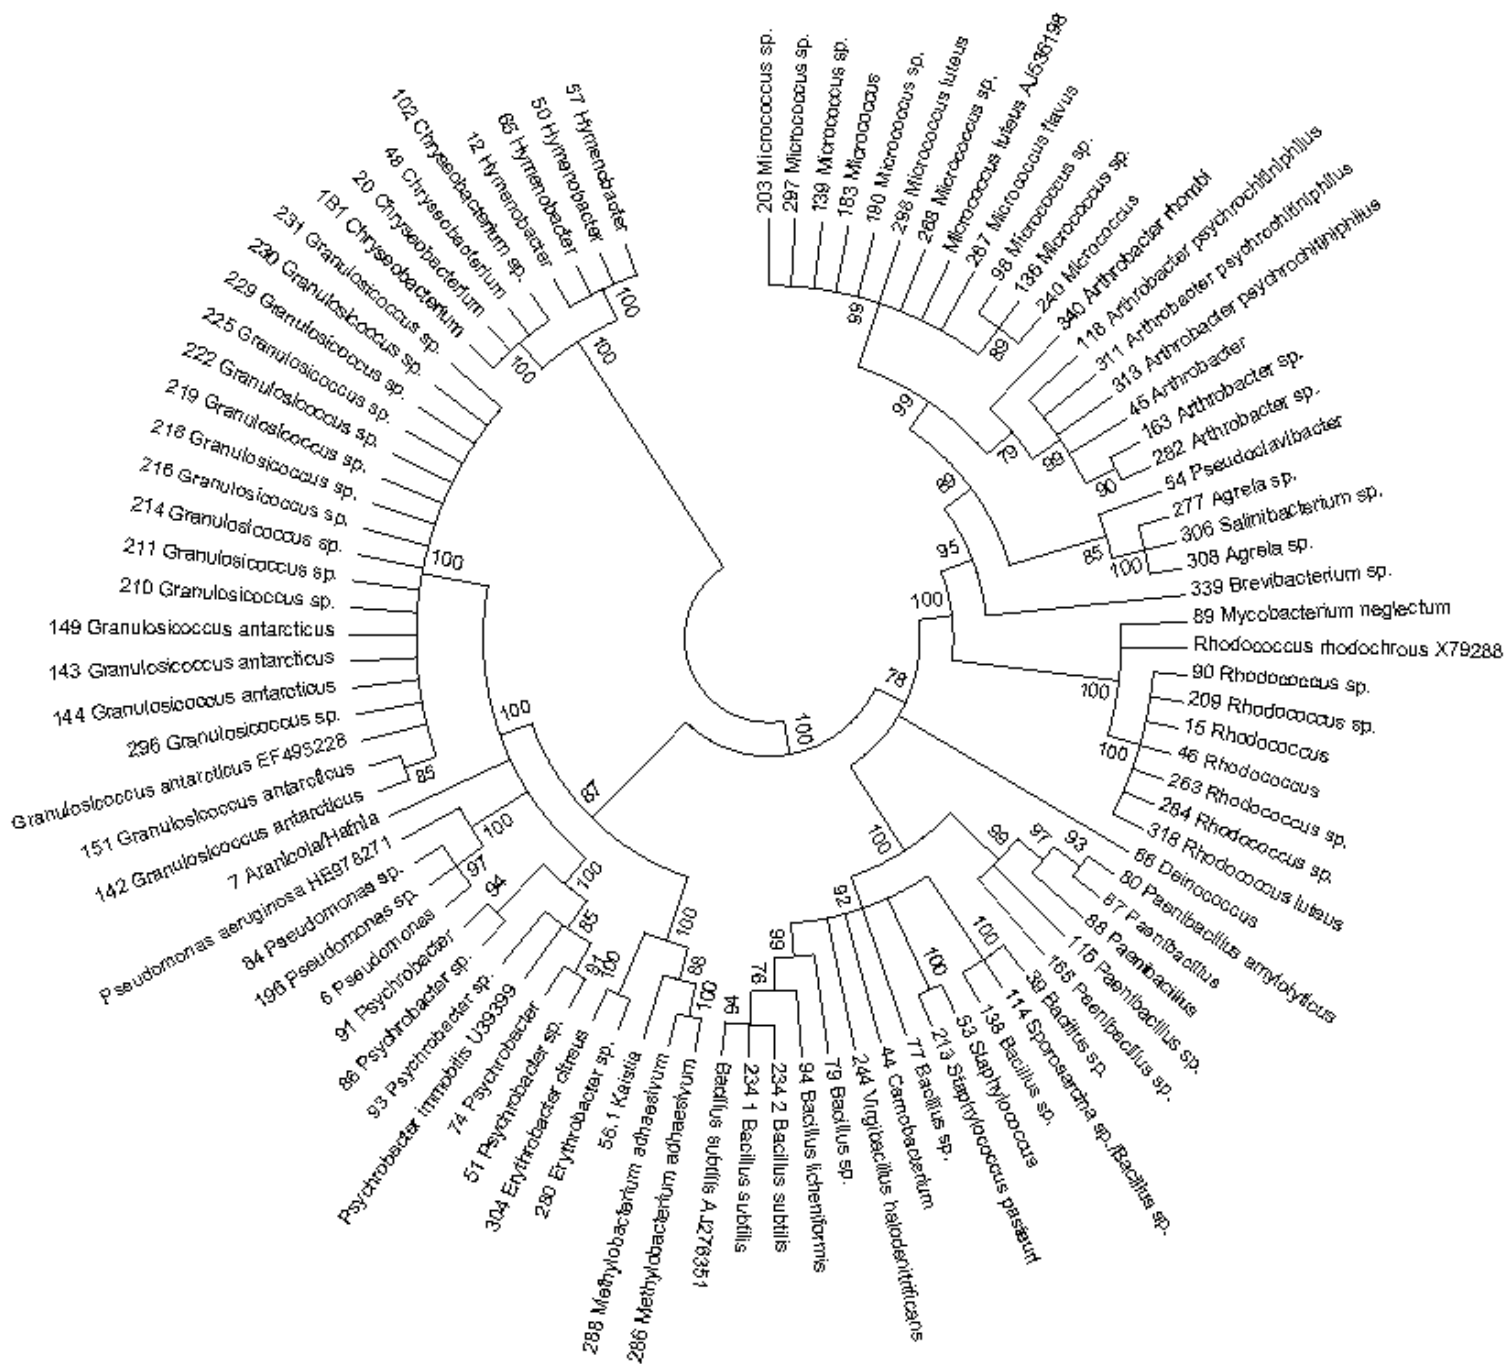 203 Micrococcus sp.
297 Micrococcus sp.
139 Micrococcus sp.
183 Micrococcus
190 Micrococcus sp.
298 Micrococcus luteus
268 Micrococcus sp.
Micrococcus luteus AJ536198
267 Micrococcus flavus
98 Micrococcus sp.
136 Micrococcus sp.
240 Micrococcus
340 Arthrobacter rhombi
118 Arthrobacter psychrochitiniphilus
311 Arthrobacter psychrochitiniphilus
313 Arthrobacter psychrochitiniphilus
45 Arthrobacter
163 Arthrobacter sp.
282 Arthrobacter sp.
54 Pseudoclavibacter
277 Agreia sp.
306 Salinibacterium sp.
308 Agreia sp.
339 Brevibacterium sp.
89 Mycobacterium neglectum
Rhodococcus rhodochrous X79288
90 Rhodococcus sp.
209 Rhodococcus sp.
15 Rhodococcus
46 Rhodococcus
263 Rhodococcus sp.
284 Rhodococcus sp.
318 Rhodococcus luteus
66 Deinococcus
80 Paenibacillus amylolyticus
67 Paenibacillus
88 Paenibacillus
115 Paenibacillus sp.
165 Paenibacillus sp.
39 Bacillus sp.
114 Sporosarcina sp./Bacillus sp.
138 Bacillus sp.
53 Staphylococcus
213 Staphylococcus pasteuri
77 Bacillus sp.
44 Carnobacterium
244 Virgibacillus halodenitrificans
79 Bacillus sp.
94 Bacillus licheniformis
234 2 Bacillus subtilis
234 1 Bacillus subtilis
Bacillus subtilis AJ276351
286 Methylobacterium adhaesivum
288 Methylobacterium adhaesivum
56.1 Kaistia
280 Erythrobacter sp.
304 Erythrobacter citreus
51 Psychrobacter sp.
74 Psychrobacter
Psychrobacter immobilis U39399
93 Psychrobacter sp.
86 Psychrobacter sp.
91 Psychrobacter
6 Pseudomonas
196 Pseudomonas sp.
84 Pseudomonas sp.
Pseudomonas aeruginosa HE978271
7 Aranicola/Hafnia
142 Granulosicoccus antarcticus
151 Granulosicoccus antarcticus
Granulosicoccus antarcticus EF495228
296 Granulosicoccus sp.
144 Granulosicoccus antarcticus
143 Granulosicoccus antarcticus
149 Granulosicoccus antarcticus
210 Granulosicoccus sp.
211 Granulosicoccus sp.
214 Granulosicoccus sp.
216 Granulosicoccus sp.
218 Granulosicoccus sp.
219 Granulosicoccus sp.
222 Granulosicoccus sp.
225 Granulosicoccus sp.
229 Granulosicoccus sp.
230 Granulosicoccus sp.
231 Granulosicoccus sp.
181 Chryseobacterium
20 Chryseobacterium
48 Chryseobacterium
102 Chryseobacterium sp.
12 Hymenobacter
65 Hymenobacter
50 Hymenobacter
57 Hymenobacter
99
89
99
79
99
90
89
85
100
95
100
100
100
78
100
99
97
93
92
100
100
99
76
94
100
87
100
88
100
100
100
100
97
94
100
85
91
85
100
100
100
100